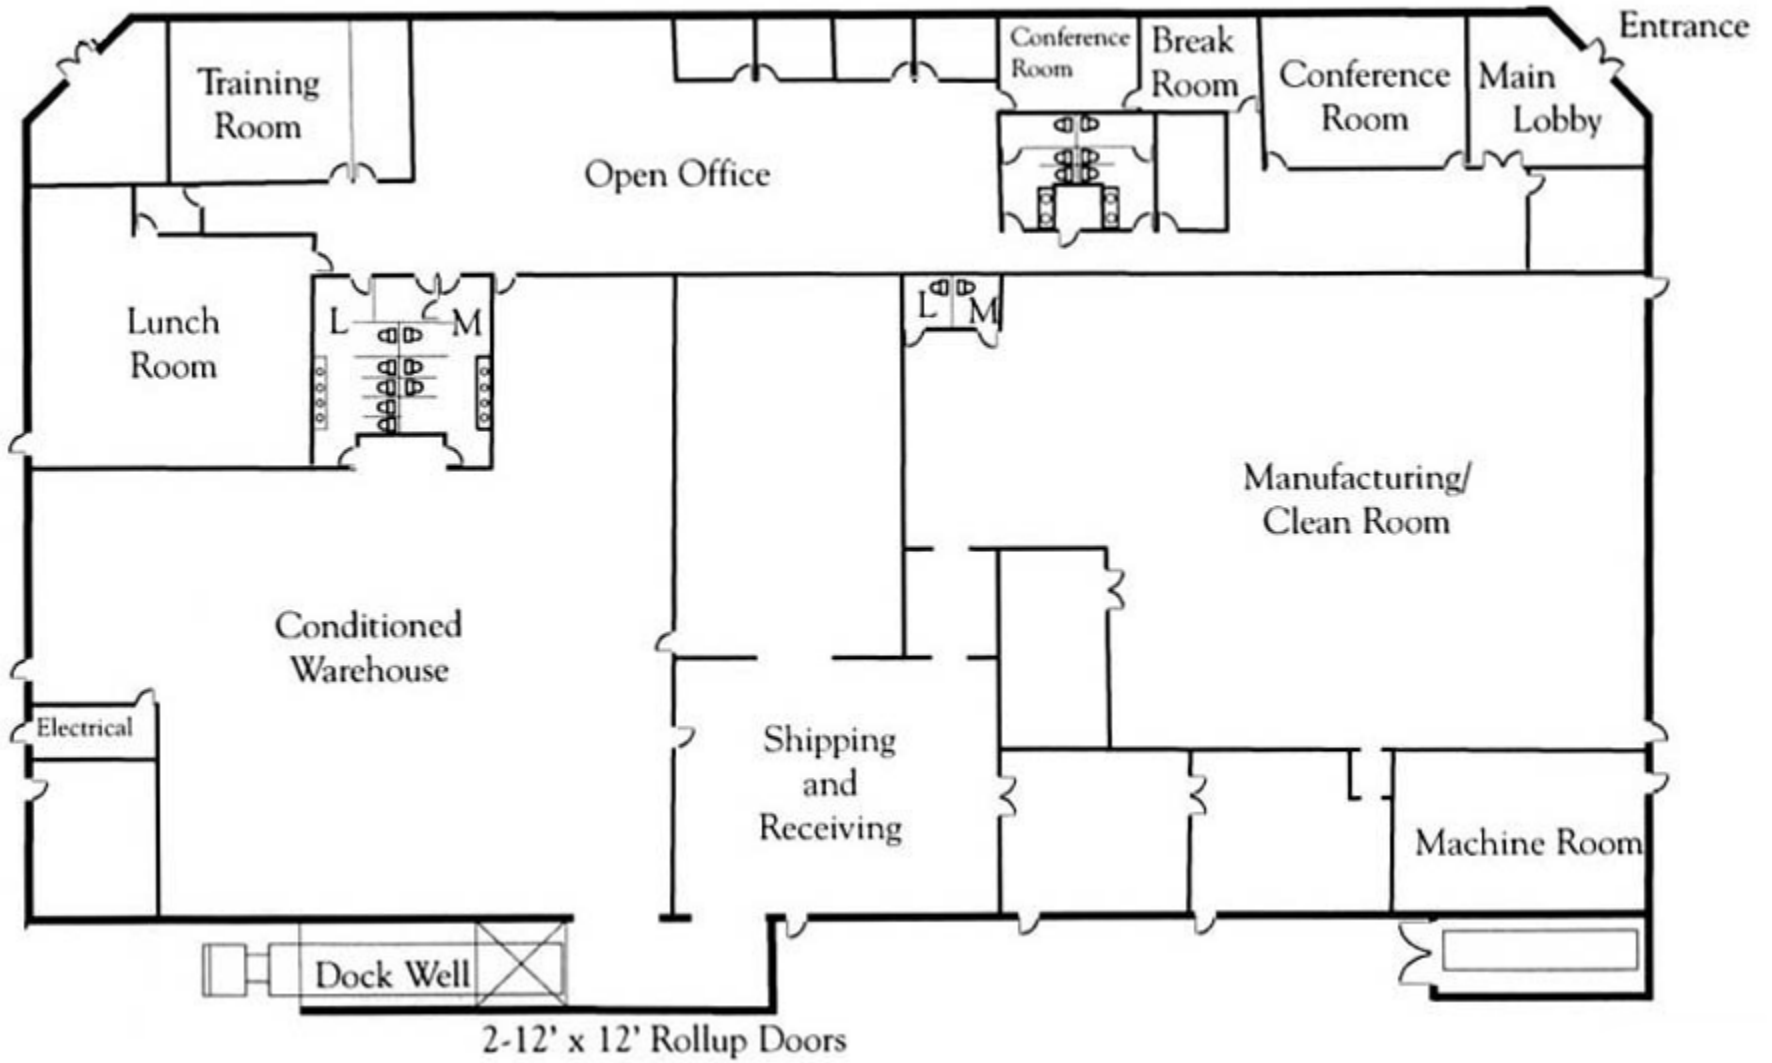 Entrance
Training
Room
Conference
Room
Break
Room
Conference
Room
Main
Lobby
Open Office
Lunch
Room
L
M
L
M
Manufacturing/
Clean Room
Conditioned
Warehouse
Electrical
Shipping
and
Receiving
Machine Room
Dock Well
2-12' x 12' Rollup Doors